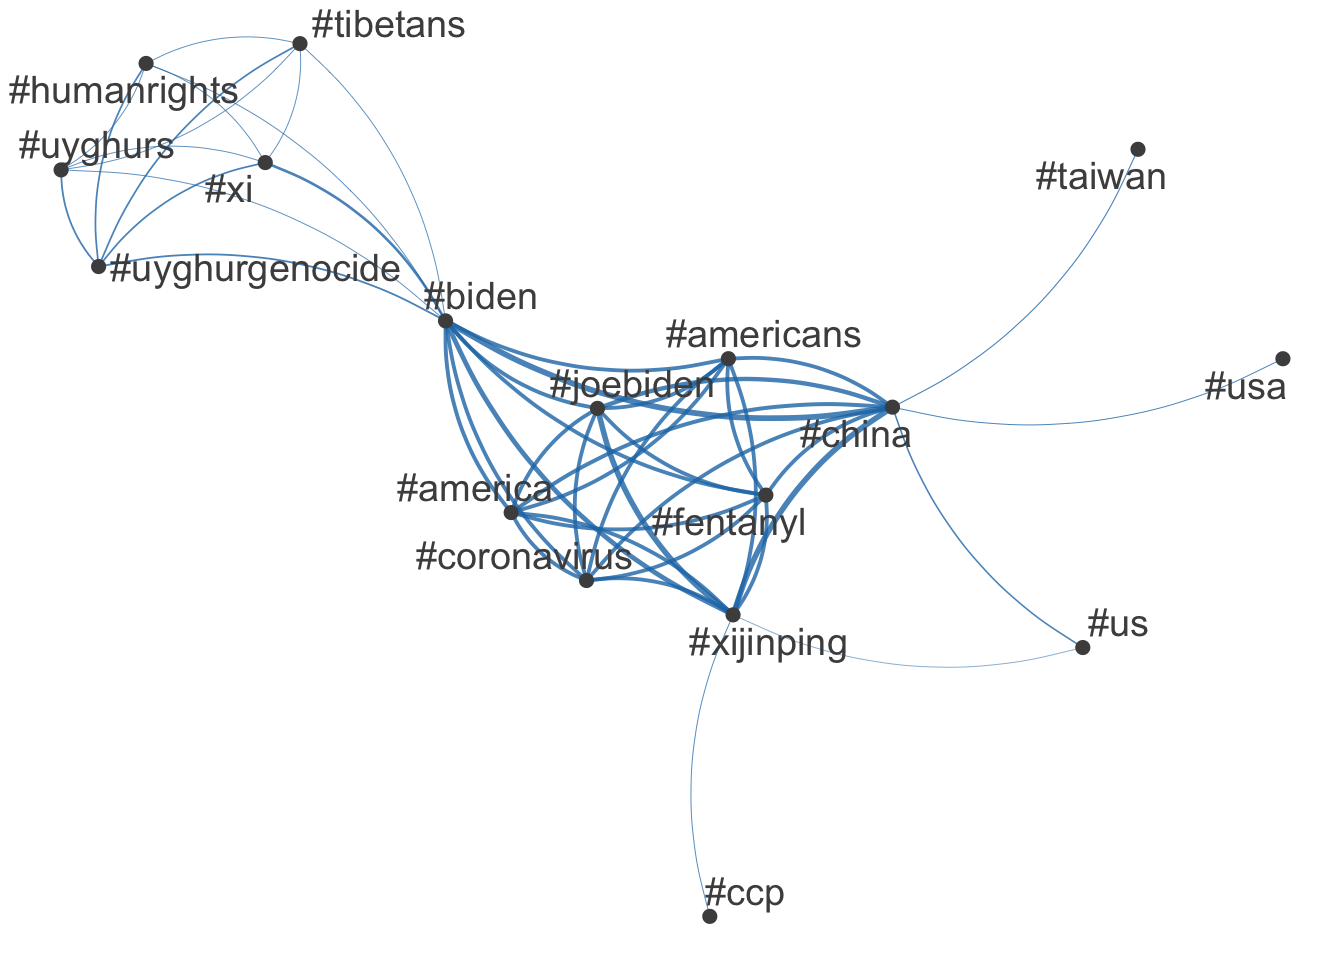 #tibetans
#humanrights
#uyghurs
#taiwan
#xi
#uyghurgenocide
#biden
#americans
#joebiden
#usa
#china
#america
#fentanyl
#coronavirus
#us
#xijinping
#ccp